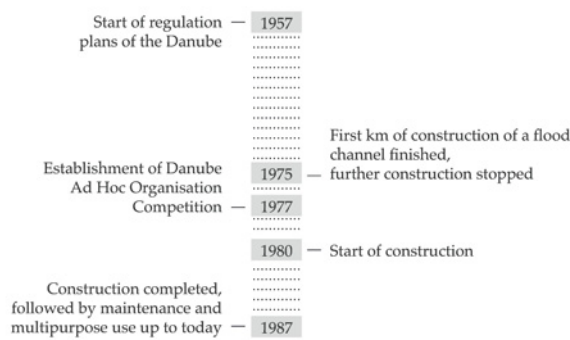 Start of regulation — 1957
plans of the Danube
First km of construction of a flood
channel finished,
Establishment of Danube
1975 — further construction stopped
Ad Hoc Organisation
Competition — 1977
1980 — Start of construction
Construction completed,
followed by maintenance and
multipurpose use up to today — 1987